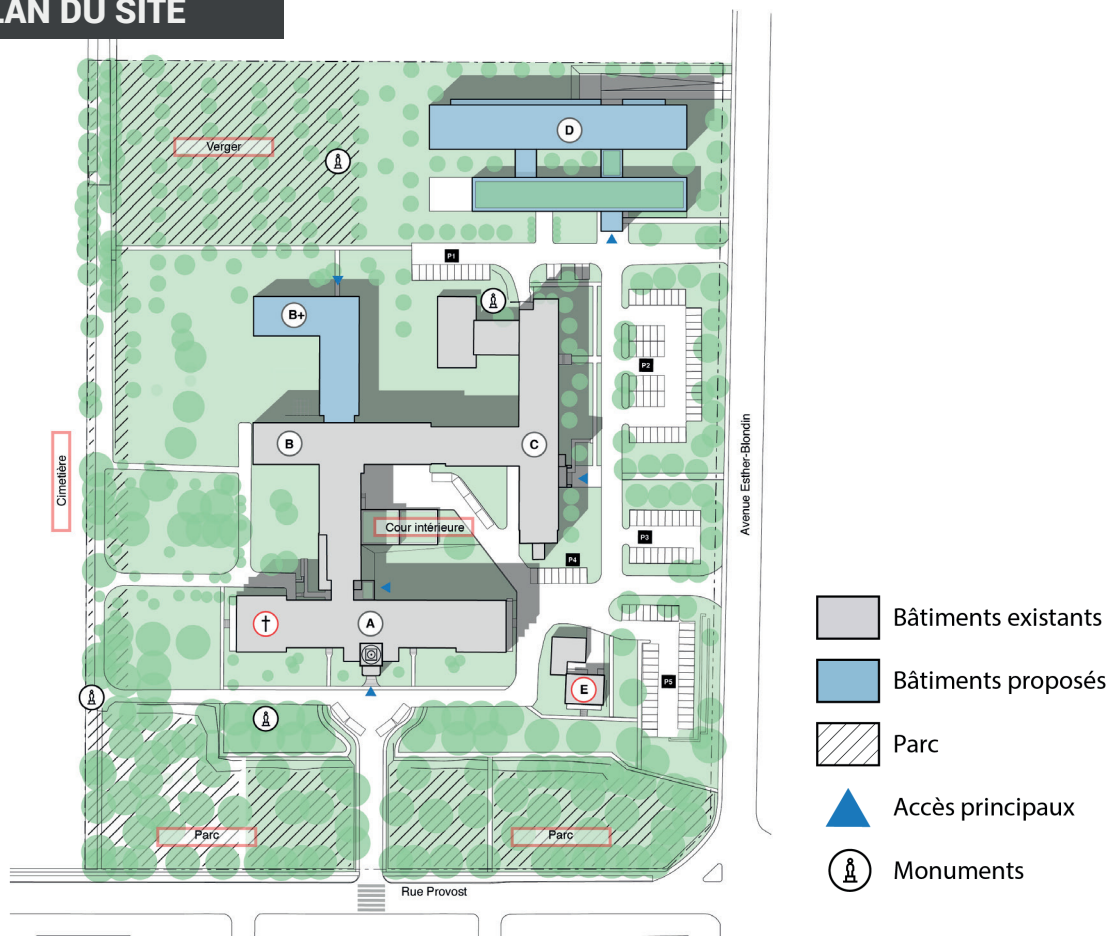 LAN DU SITE
Verger
D
P1
B+
P2
B
C
Cimetière
Avenue Esther-Blondin
Cour intérieure
P3
P4
A
E
P5
Parc
Parc
Rue Provost
Bâtiments existants
Bâtiments proposés
Parc
Accès principaux
Monuments